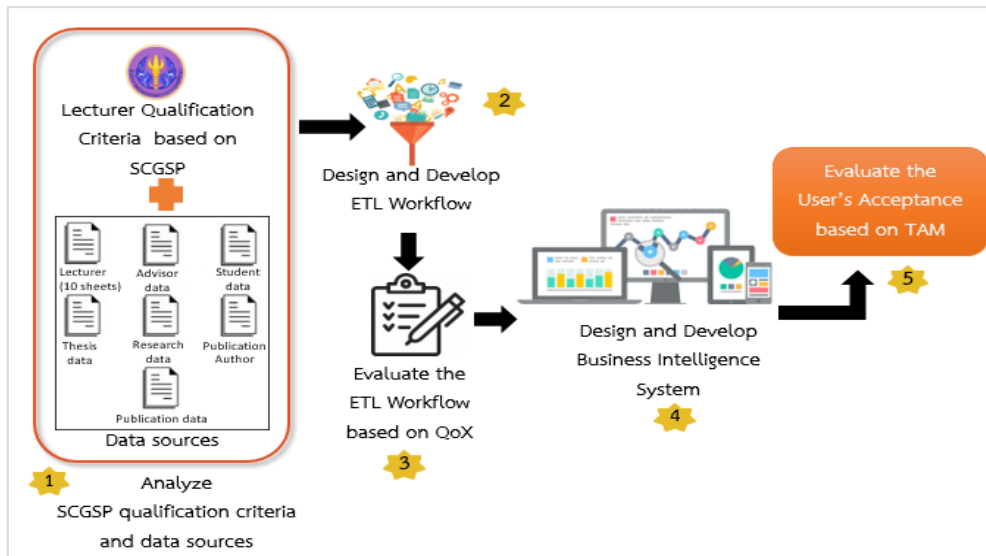 Lecturer Qualification
Criteria based on
SCGSP
Lecturer
(10 sheets)
Advisor
data
Student
data
Thesis
data
Research
data
Publication
Author
Publication data
Data sources
1
Analyze
SCGSP qualification criteria
and data sources
2
Design and Develop
ETL Workflow
Evaluate the
ETL Workflow
based on QoX
3
Design and Develop
Business Intelligence
System
4
Evaluate the
User's Acceptance
based on TAM
5